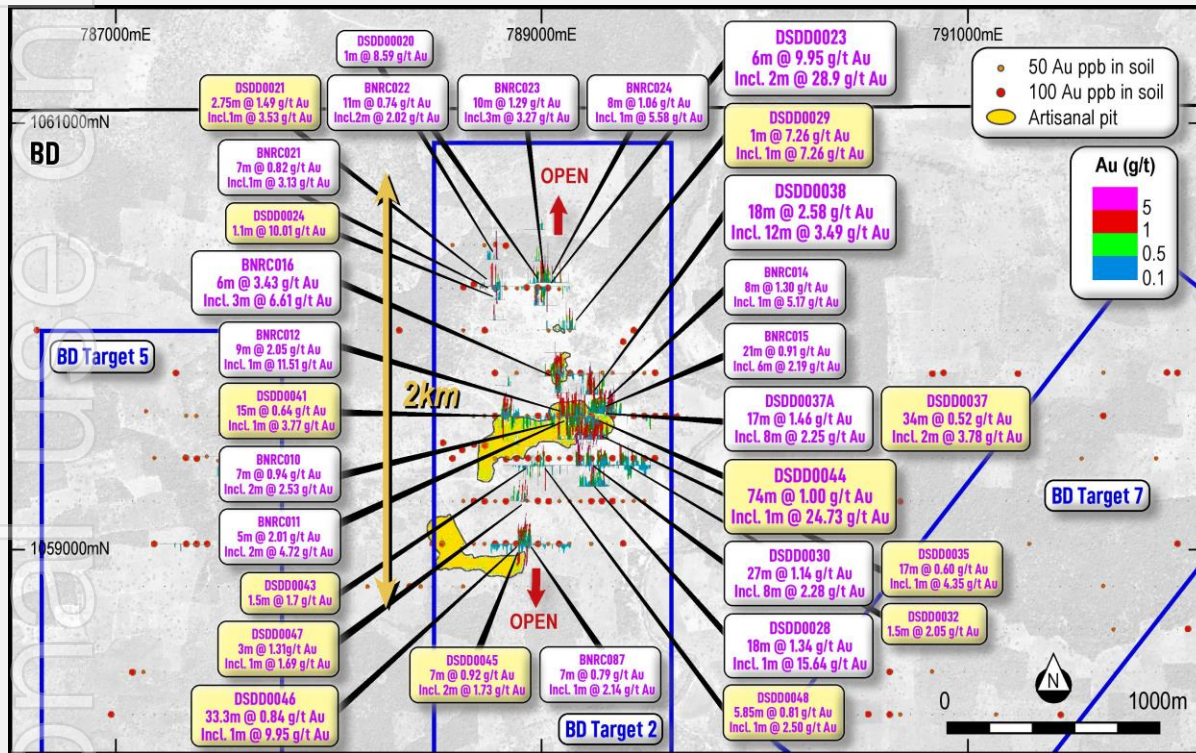 787000mE
789000mE
791000mE
1061000mN
1059000mN
BD
DSDD00020
1m @ 8.59 g/t Au
DSDD0021
2.75m @ 1.49 g/t Au
Incl.1m @ 3.53 g/t Au
BNRC022
11m @ 0.74 g/t Au
Incl.2m @ 2.02 g/t Au
BNRC023
10m @ 1.29 g/t Au
Incl.3m @ 3.27 g/t Au
BNRC024
8m @ 1.06 g/t Au
Incl. 1m @ 5.58 g/t Au
DSDD0023
6m @ 9.95 g/t Au
Incl. 2m @ 28.9 g/t Au
50 Au ppb in soil
100 Au ppb in soil
Artisanal pit
Au (g/t)
5
1
0.5
0.1
BNRC021
7m @ 0.82 g/t Au
Incl.1m @ 3.13 g/t Au
DSDD0024
1.1m @ 10.01 g/t Au
BNRC016
6m @ 3.43 g/t Au
Incl. 3m @ 6.61 g/t Au
BNRC012
9m @ 2.05 g/t Au
Incl. 1m @ 11.51 g/t Au
DSDD0041
15m @ 0.64 g/t Au
Incl. 1m @ 3.77 g/t Au
BNRC010
7m @ 0.94 g/t Au
Incl. 2m @ 2.53 g/t Au
BNRC011
5m @ 2.01 g/t Au
Incl. 2m @ 4.72 g/t Au
DSDD0043
1.5m @ 1.7 g/t Au
DSDD0047
3m @ 1.31g/t Au
Incl. 1m @ 1.69 g/t Au
DSDD0046
33.3m @ 0.84 g/t Au
Incl. 1m @ 9.95 g/t Au
OPEN
2km
OPEN
BD Target 5
BD Target 2
BD Target 7
DSDD0029
1m @ 7.26 g/t Au
Incl. 1m @ 7.26 g/t Au
DSDD0038
18m @ 2.58 g/t Au
Incl. 12m @ 3.49 g/t Au
BNRC014
8m @ 1.30 g/t Au
Incl. 1m @ 5.17 g/t Au
BNRC015
21m @ 0.91 g/t Au
Incl. 6m @ 2.19 g/t Au
DSDD0037A
17m @ 1.46 g/t Au
Incl. 8m @ 2.25 g/t Au
DSDD0037
34m @ 0.52 g/t Au
Incl. 2m @ 3.78 g/t Au
DSDD0044
74m @ 1.00 g/t Au
Incl. 1m @ 24.73 g/t Au
DSDD0030
27m @ 1.14 g/t Au
Incl. 8m @ 2.28 g/t Au
DSDD0035
17m @ 0.60 g/t Au
Incl. 1m @ 4.35 g/t Au
DSDD0032
1.5m @ 2.05 g/t Au
DSDD0028
18m @ 1.34 g/t Au
Incl. 1m @ 15.64 g/t Au
DSDD0045
7m @ 0.92 g/t Au
Incl. 2m @ 1.73 g/t Au
BNRC087
7m @ 0.79 g/t Au
Incl. 1m @ 2.14 g/t Au
DSDD0048
5.85m @ 0.81 g/t Au
Incl. 1m @ 2.50 g/t Au
N
0
1000m